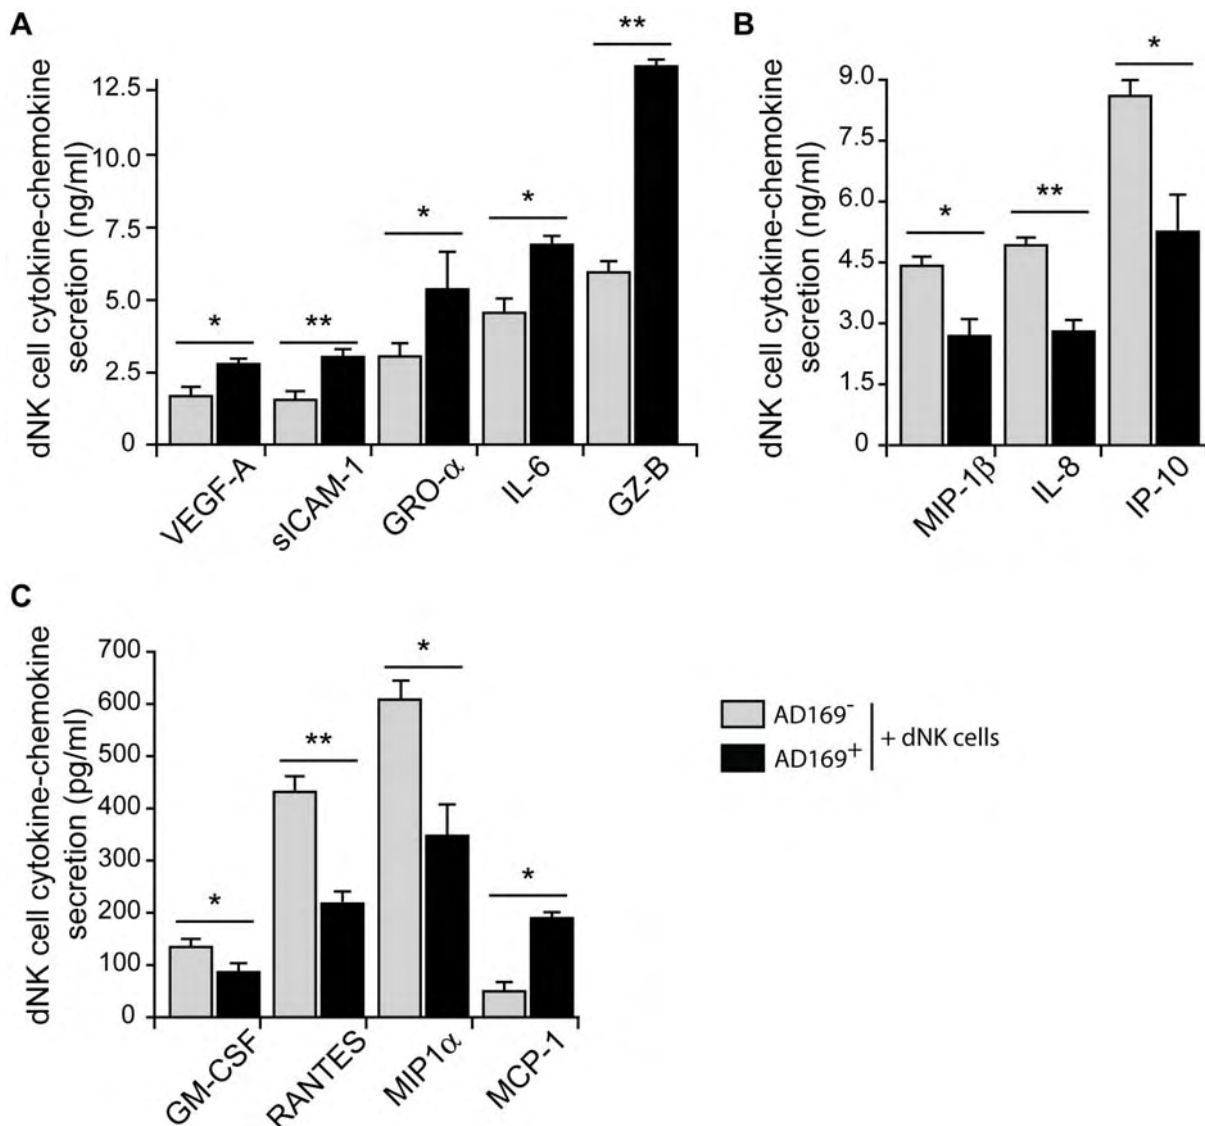 A
dNK cell cytokine-chemokine
secretion (ng/ml)
12.5
10.0
7.5
5.0
2.5
0
*
**
*
*
**
VEGF-A
sICAM-1
GRO-α
IL-6
GZ-B
B
dNK cell cytokine-chemokine
secretion (ng/ml)
9.0
7.5
6.0
4.5
3.0
1.5
0
*
**
*
MIP-1β
IL-8
IP-10
C
dNK cell cytokine-chemokine
secretion (pg/ml)
700
600
500
400
300
200
100
0
*
**
*
*
GM-CSF
RANTES
MIP1α
MCP-1
AD169⁻
AD169⁺
+ dNK cells